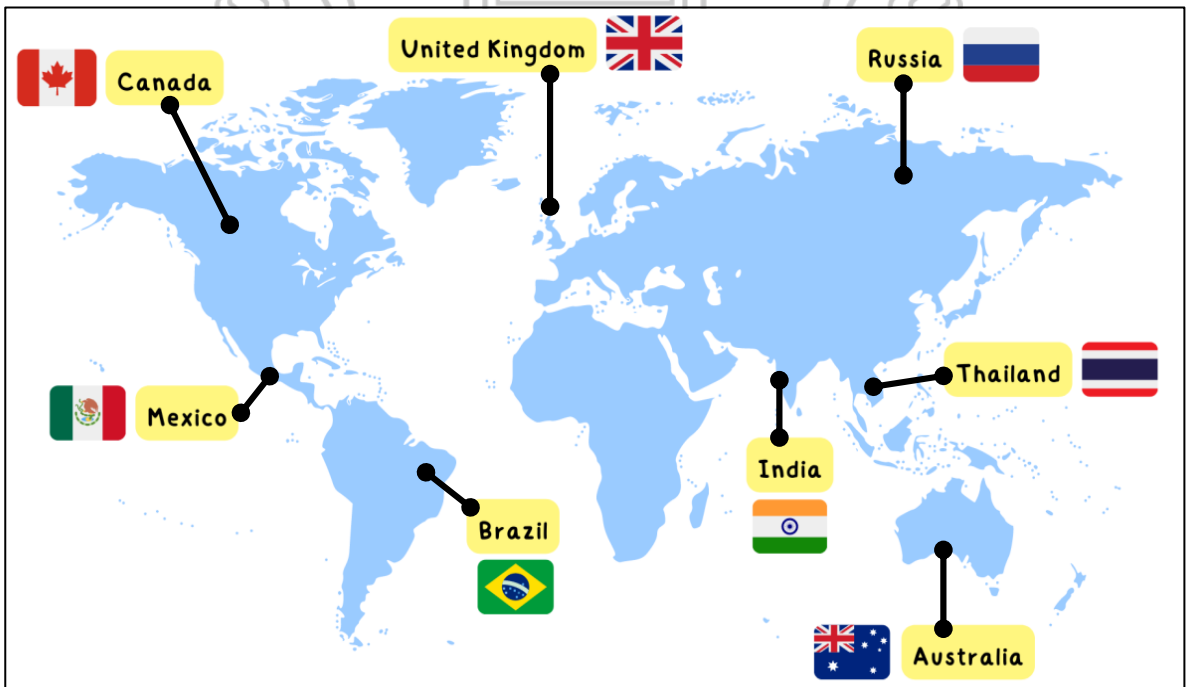 United Kingdom
Russia
Canada
Thailand
Mexico
India
Brazil
Australia